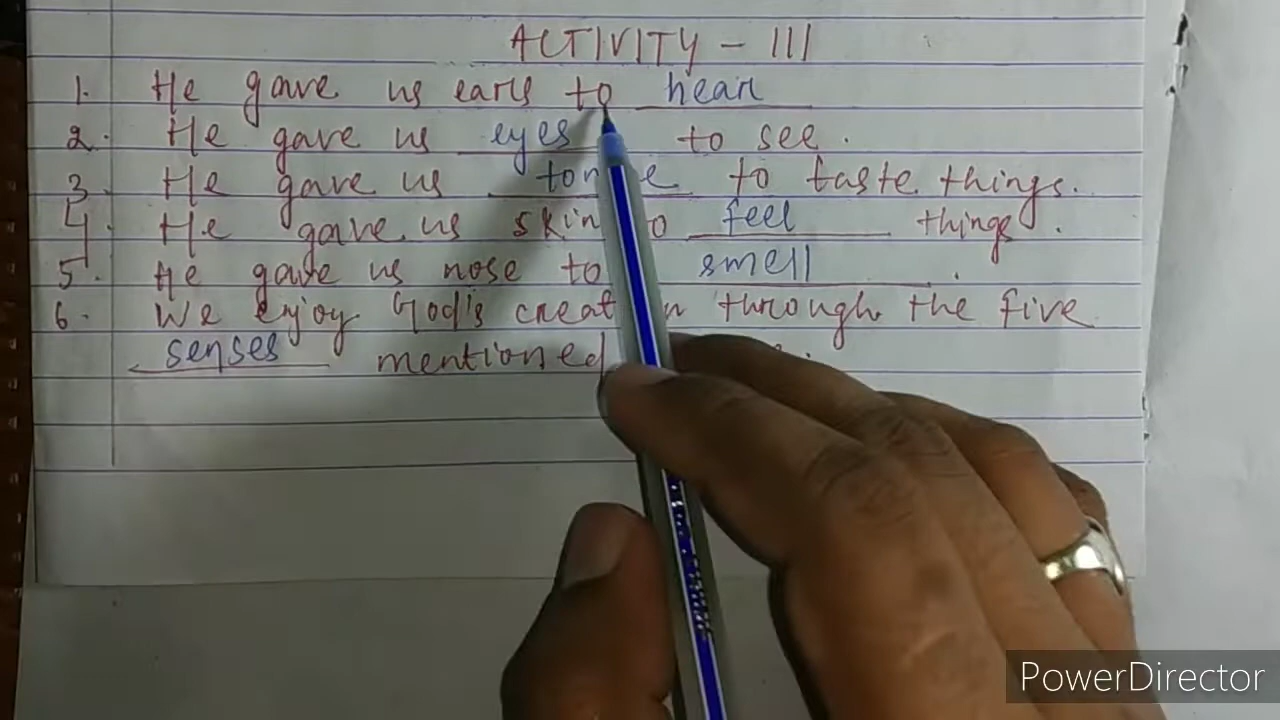 ACTIVITY - III
1. He gave us ears to hear
2. He gave us eyes to see.
3. He gave us to taste things.
4. He gave us skin feel things.
5. He gave us nose to smell.
6. We enjoy God's through the five
senses mentioned
PowerDirector